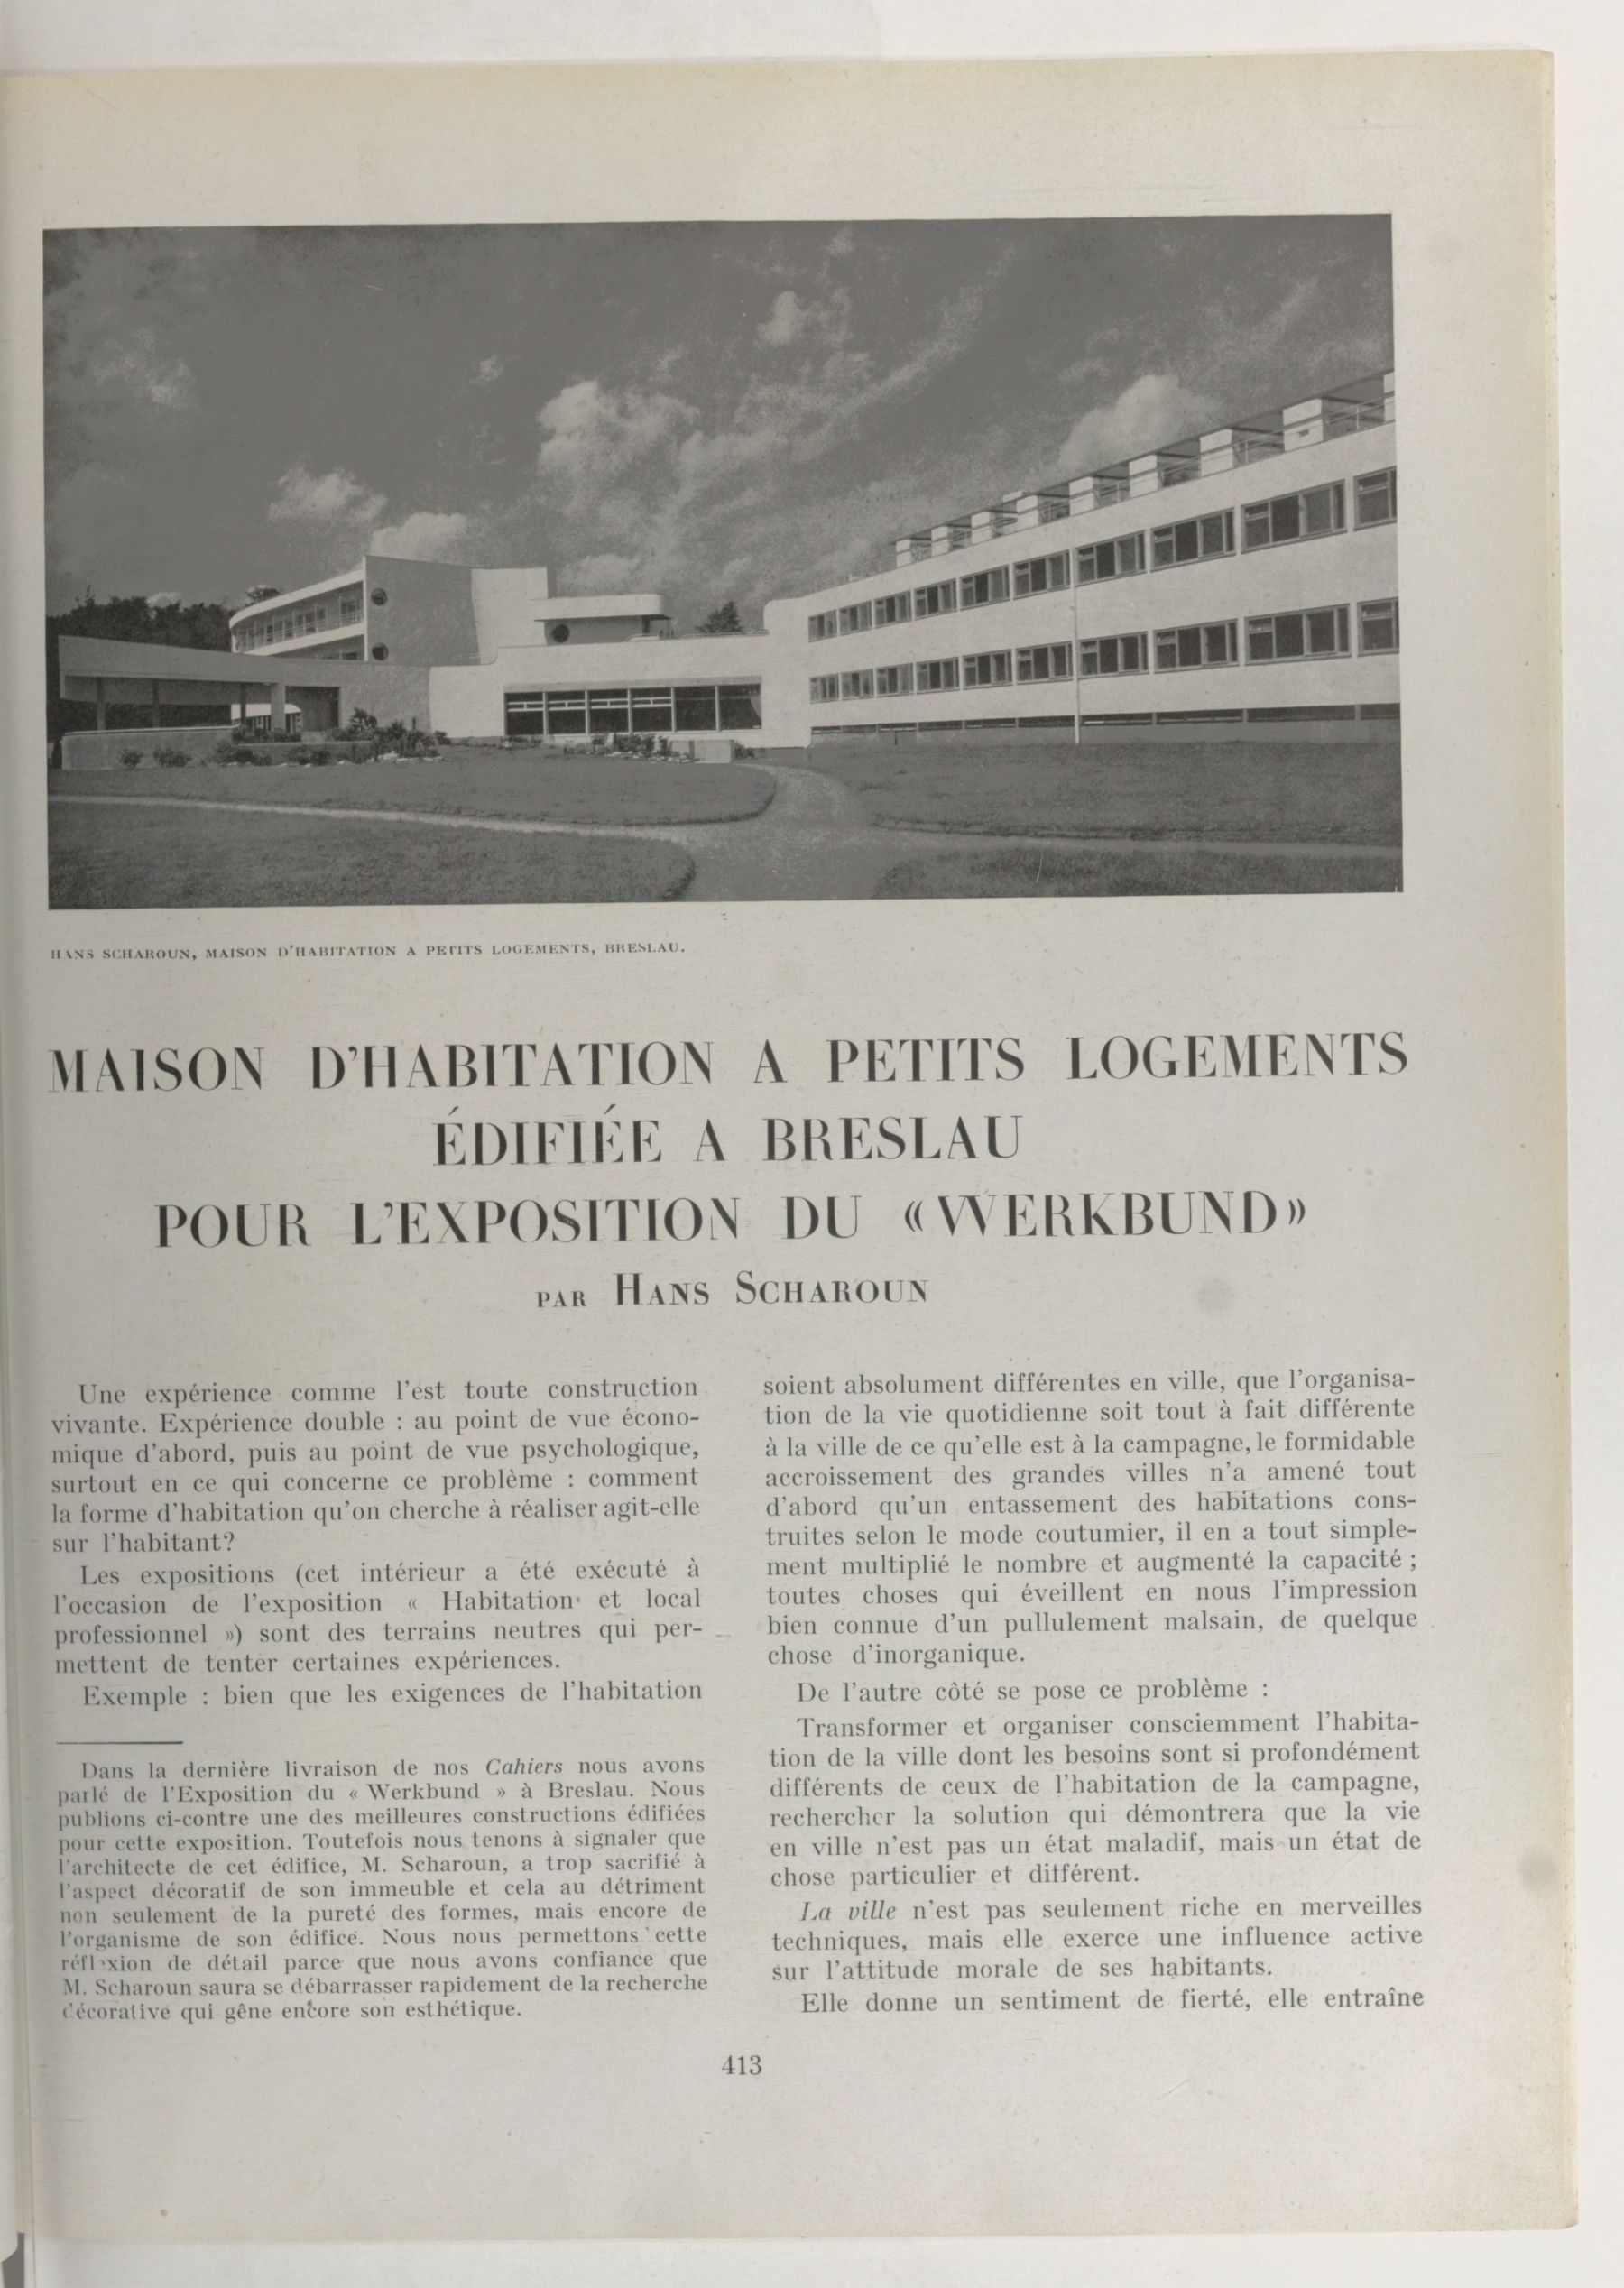 HANS SCHAROUN, MAISON D'HABITATION A PETITS LOGEMENTS, BRESLAU.
MAISON D'HABITATION A PETITS LOGEMENTS
ÉDIFIÉE A BRESLAU
POUR L'EXPOSITION DU «WERKBUND»
PAR HANS SCHAROUN
Une expérience comme l'est toute construction
vivante. Expérience double : au point de vue écono-
mique d'abord, puis au point de vue psychologique,
surtout en ce qui concerne ce problème : comment
la forme d'habitation qu'on cherche à réaliser agit-elle
sur l'habitant?
Les expositions (cet intérieur a été exécuté à
l'occasion de l'exposition « Habitation et local
professionnel ») sont des terrains neutres qui per-
mettent de tenter certaines expériences.
Exemple : bien que les exigences de l'habitation
Dans la dernière livraison de nos Cahiers nous avons
parlé de l'Exposition du « Werkbund » à Breslau. Nous
publions ci-contre une des meilleures constructions édifiées
pour cette exposition. Toutefois nous tenons à signaler que
l'architecte de cet édifice, M. Scharoun, a trop sacrifié à
l'aspect décoratif de son immeuble et cela au détriment
non seulement de la pureté des formes, mais encore de
l'organisme de son édifice. Nous nous permettons cette
réflexion de détail parce que nous avons confiance que
M. Scharoun saura se débarrasser rapidement de la recherche
décorative qui gêne encore son esthétique.
soient absolument différentes en ville, que l'organisa-
tion de la vie quotidienne soit tout à fait différente
à la ville de ce qu'elle est à la campagne, le formidable
accroissement des grandes villes n'a amené tout
d'abord qu'un entassement des habitations cons-
truites selon le mode coutumier, il en a tout simple-
ment multiplié le nombre et augmenté la capacité ;
toutes choses qui éveillent en nous l'impression
bien connue d'un pullulement malsain, de quelque
chose d'inorganique.
De l'autre côté se pose ce problème :
Transformer et organiser consciemment l'habita-
tion de la ville dont les besoins sont si profondément
différents de ceux de l'habitation de la campagne,
rechercher la solution qui démontrera que la vie
en ville n'est pas un état maladif, mais un état de
chose particulier et différent.
La ville n'est pas seulement riche en merveilles
techniques, mais elle exerce une influence active
sur l'attitude morale de ses habitants.
Elle donne un sentiment de fierté, elle entraîne
413